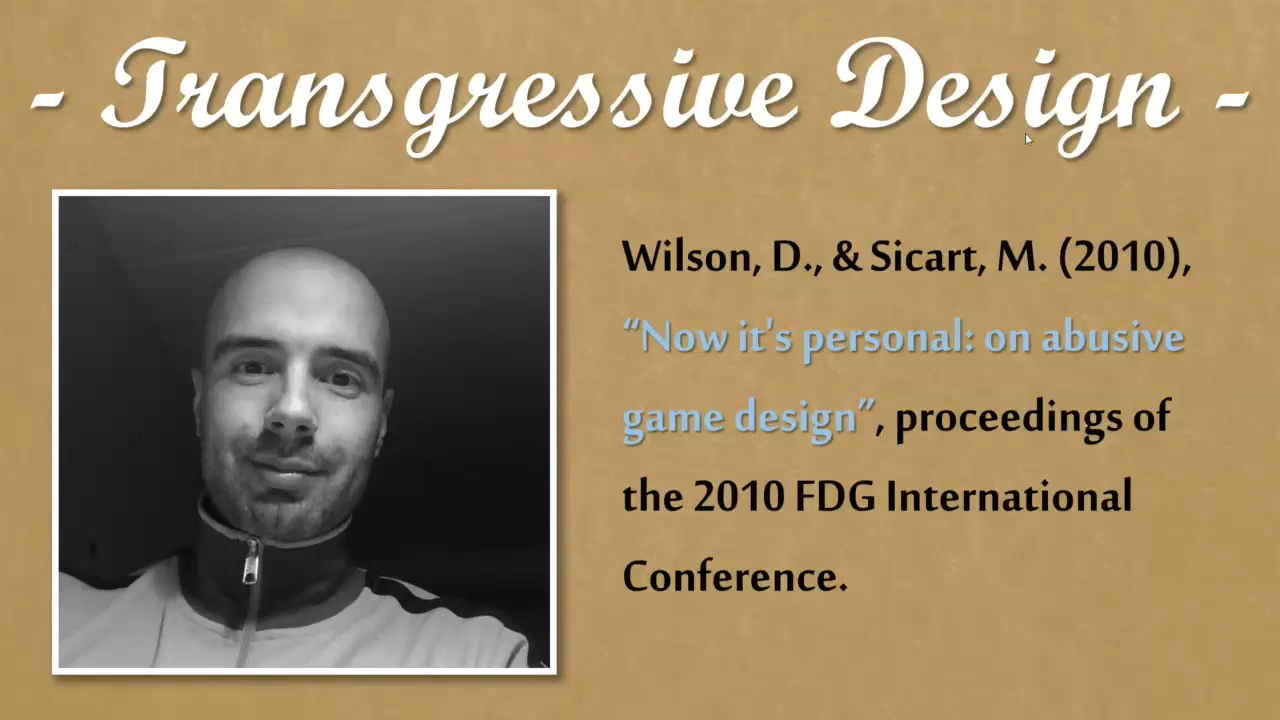 - Transgressive Design -
Wilson, D., & Sicart, M. (2010),
“Now it's personal: on abusive
game design”, proceedings of
the 2010 FDG International
Conference.